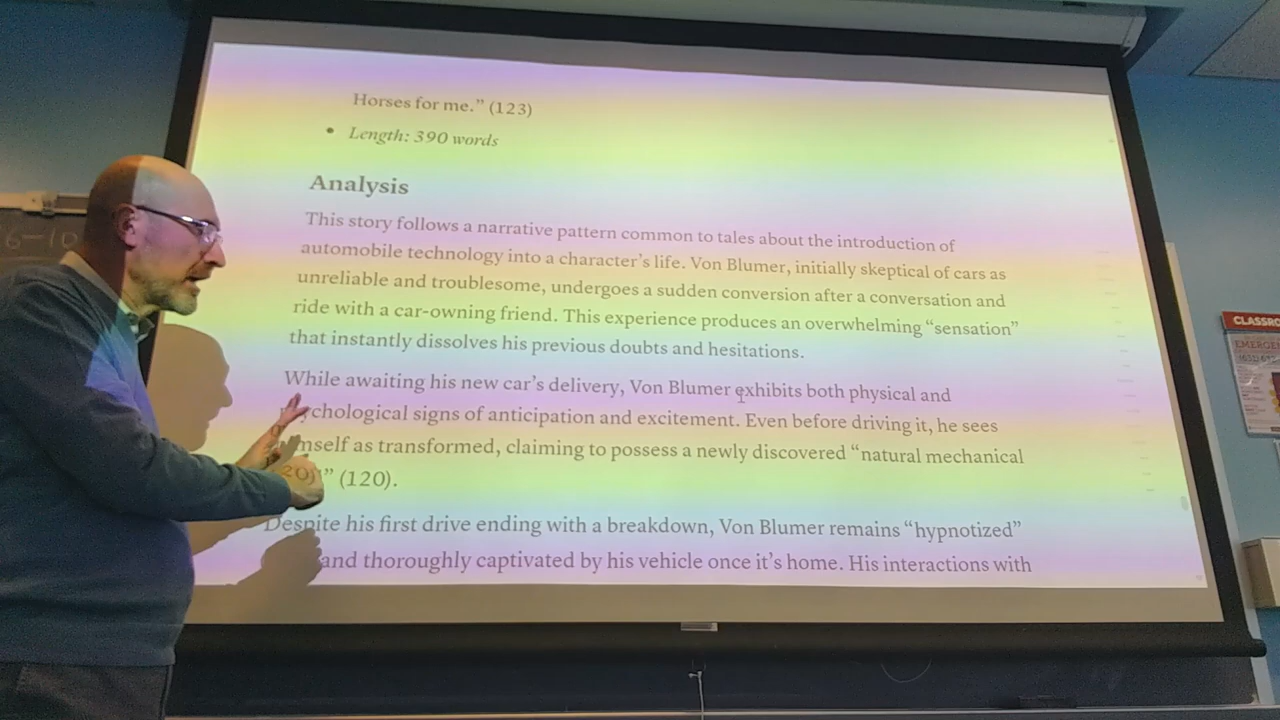 Horses for me.” (123)
• Length: 390 words
Analysis
This story follows a narrative pattern common to tales about the introduction of
automobile technology into a character’s life. Von Blumer, initially skeptical of cars as
unreliable and troublesome, undergoes a sudden conversion after a conversation and
ride with a car-owning friend. This experience produces an overwhelming “sensation”
that instantly dissolves his previous doubts and hesitations.
While awaiting his new car’s delivery, Von Blumer exhibits both physical and
chological signs of anticipation and excitement. Even before driving it, he sees
mself as transformed, claiming to possess a newly discovered “natural mechanical
” (120).
Despite his first drive ending with a breakdown, Von Blumer remains “hypnotized”
and thoroughly captivated by his vehicle once it’s home. His interactions with
CLASSRO
EMERGEN